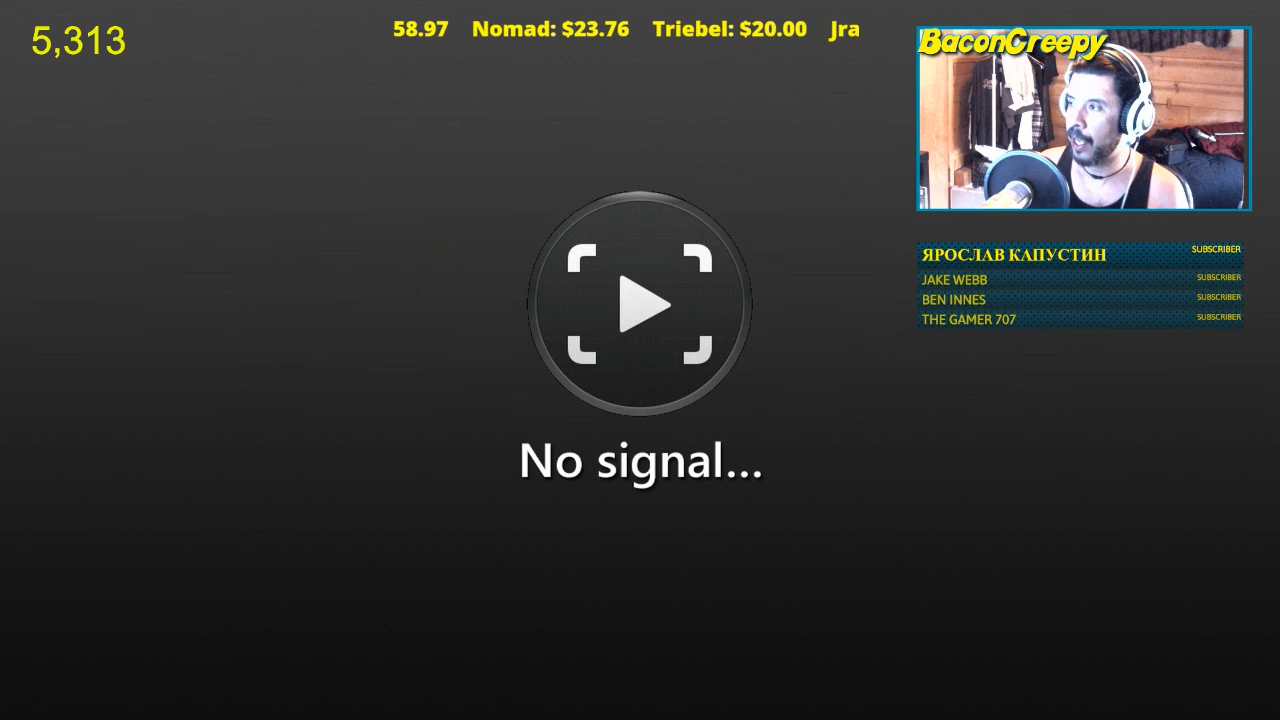 5,313
58.97 Nomad: $23.76 Triebel: $20.00 Jra
BaconCreepy
ЯРОСЛАВ КАПУСТИН SUBSCRIBER
JAKE WEBB SUBSCRIBER
BEN INNES SUBSCRIBER
THE GAMER 707 SUBSCRIBER
No signal...